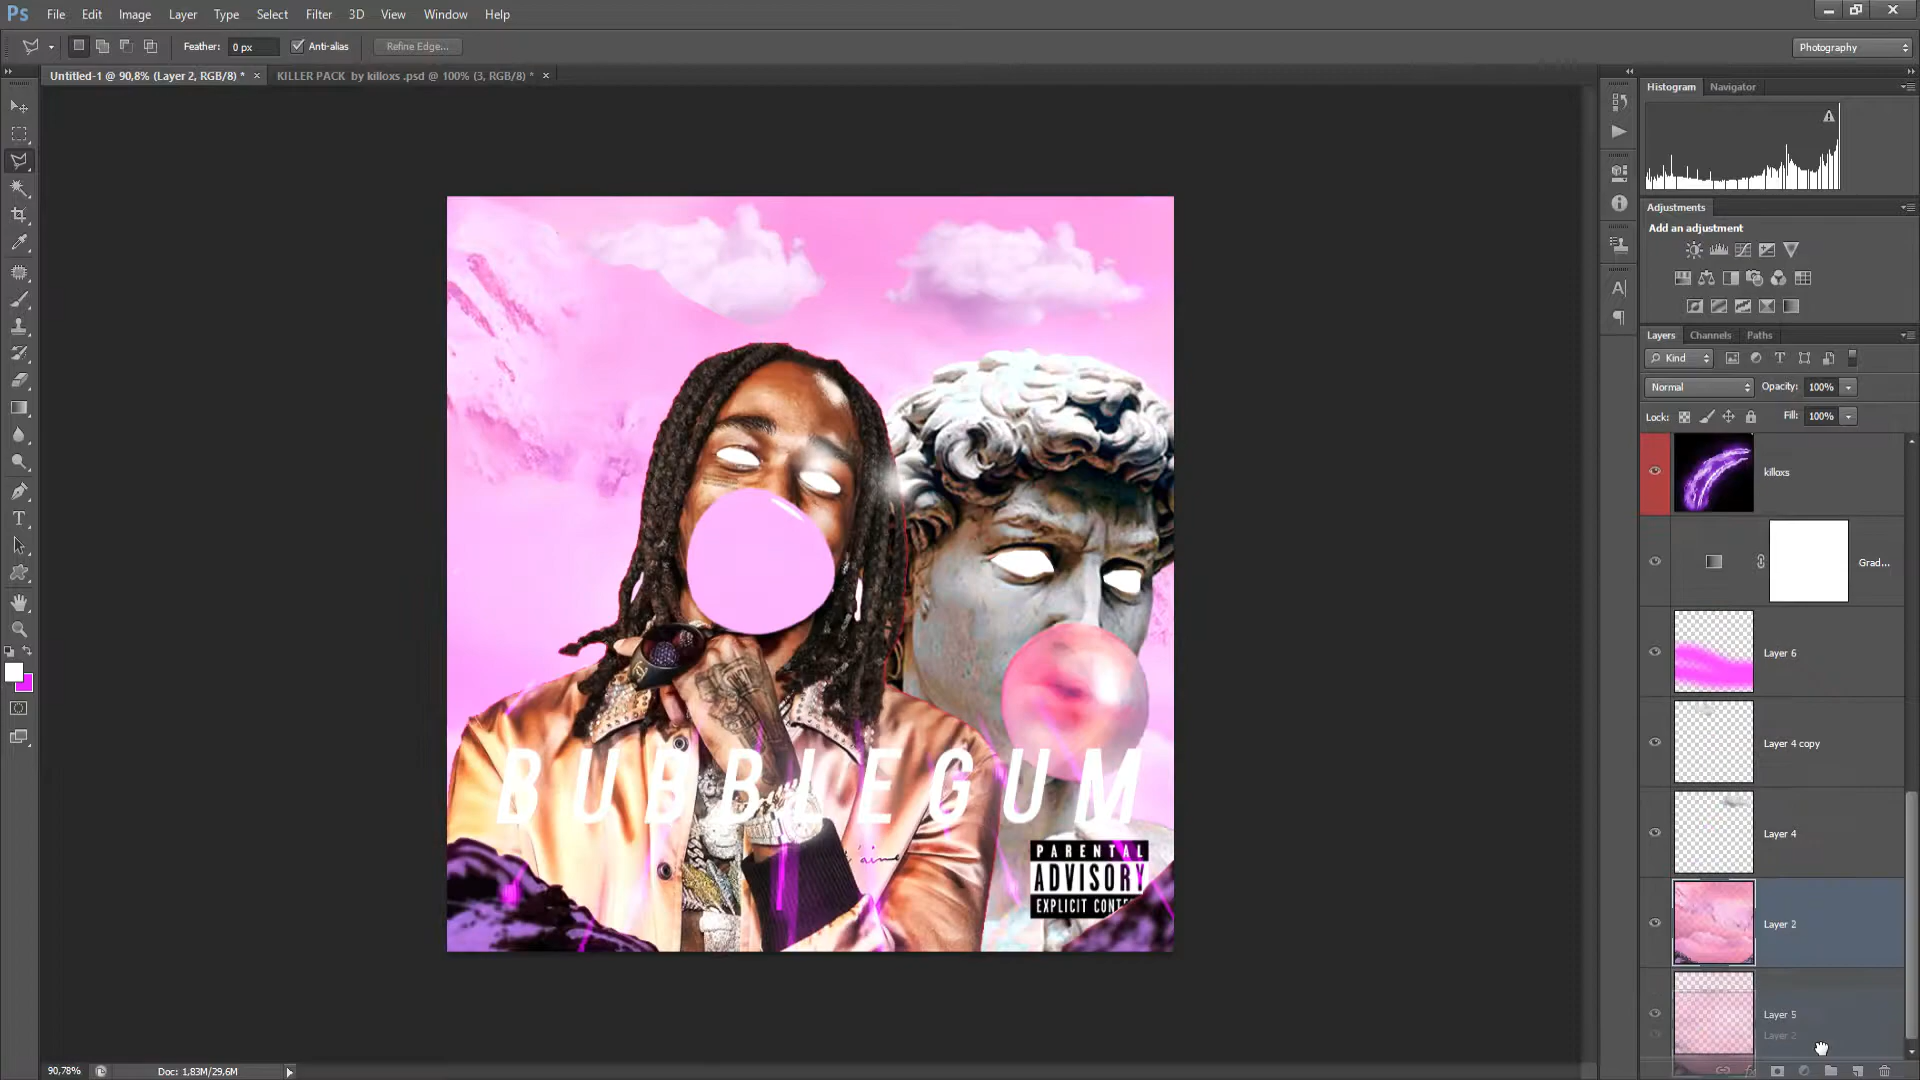 Ps File Edit Image Layer Type Select Filter 3D View Window Help
Feather: 0 px Anti-alias Refine Edge... Photography
Untitled-1 @ 90,8% (Layer 2, RGB/8) * × KILLER PACK by killoxs .psd @ 100% (3, RGB/8) * ×
Histogram Navigator
Adjustments
Add an adjustment
Layers Channels Paths
Kind
Normal Opacity: 100%
Lock: Fill: 100%
killoxs
Grad...
Layer 6
Layer 4 copy
Layer 4
Layer 2
Layer 5
Layer 2
BUBBLEGUM
t'aime
PARENTAL
ADVISORY
EXPLICIT CONTE
90,78% Doc: 1,83M/29,6M